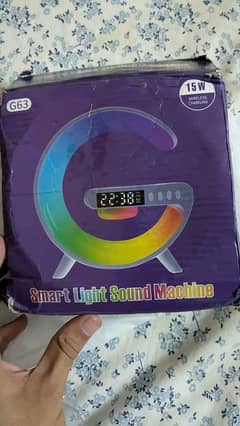 15W
WIRELESS
CHARGING
G63
22:38
Smart Light Sound Machine